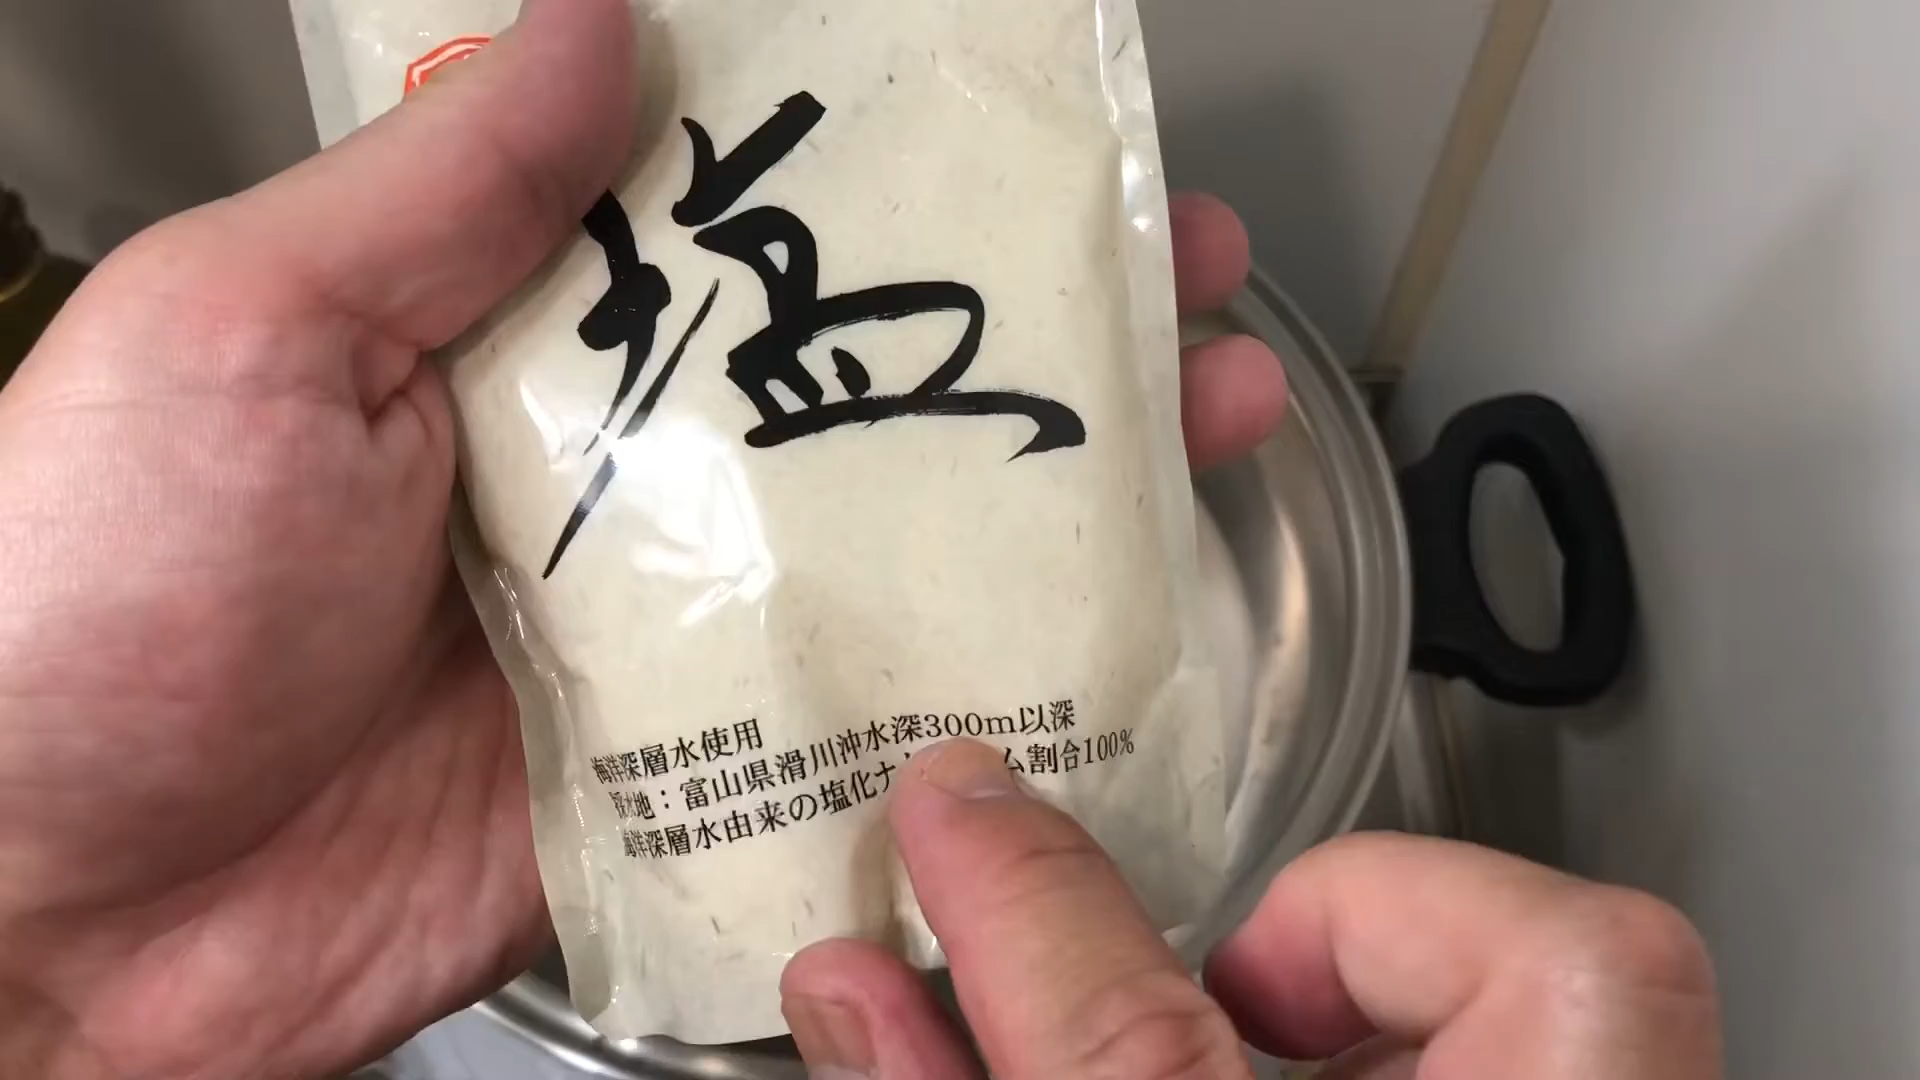 塩
海洋深層水使用
採水地：富山県滑川沖水深300m以深
海洋深層水由来の塩化ナ ム割合100%